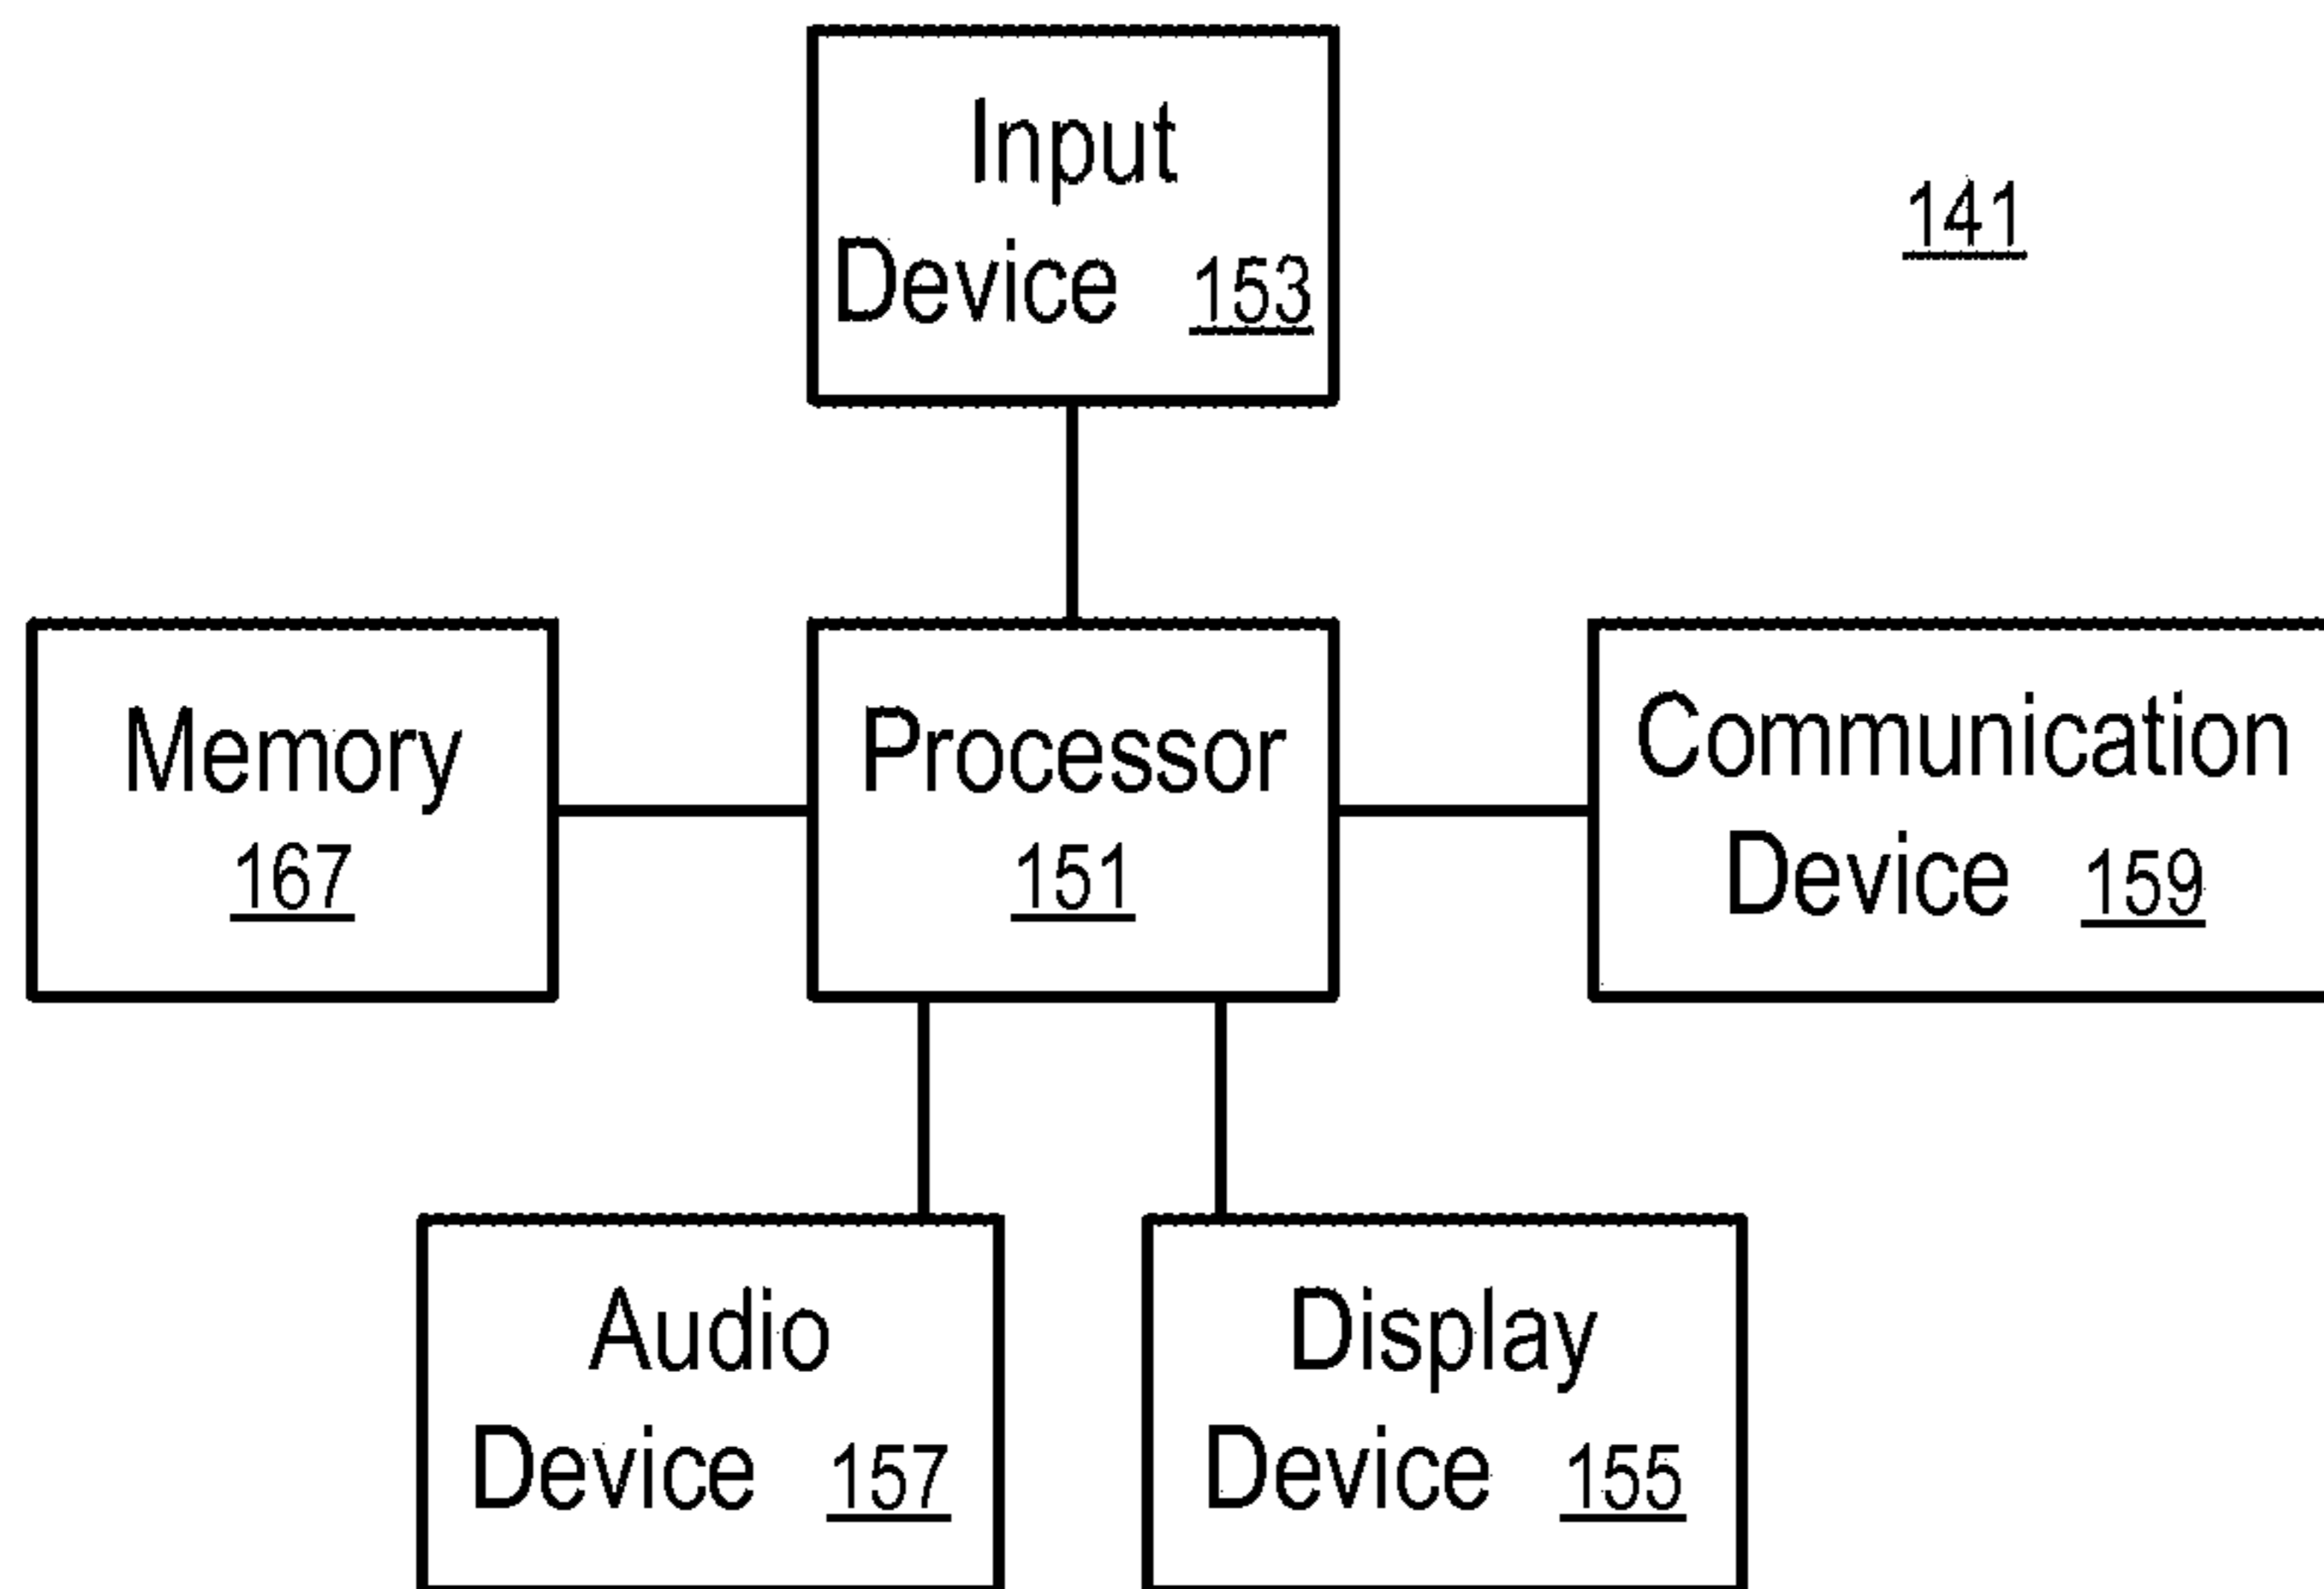 Input
Device 153
141
Memory
167
Processor
151
Communication
Device 159
Audio
Device 157
Display
Device 155